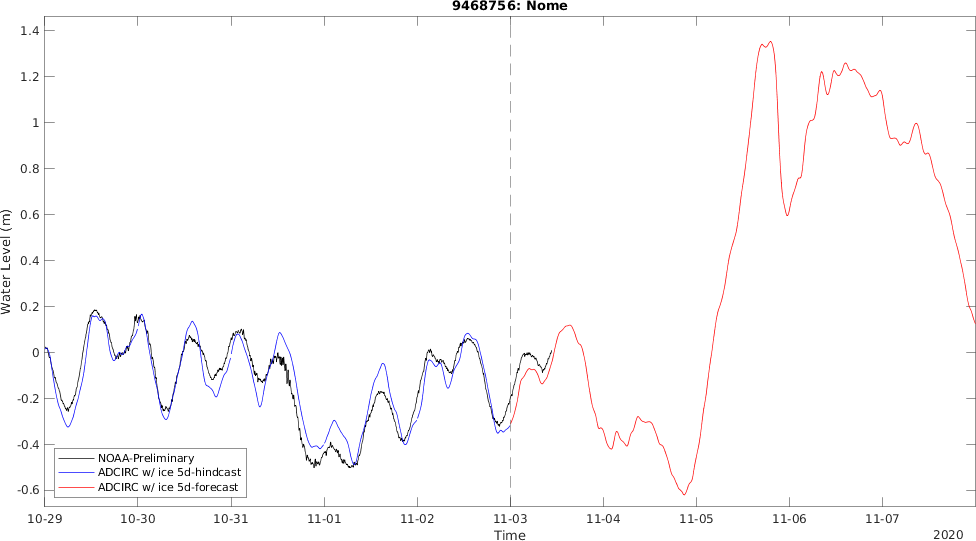 9468756: Nome
1.4
1.2
1
0.8
0.6
0.4
0.2
0
-0.2
-0.4
-0.6
Water Level (m)
NOAA-Preliminary
ADCIRC w/ ice 5d-hindcast
ADCIRC w/ ice 5d-forecast
10-29 10-30 10-31 11-01 11-02 11-03 11-04 11-05 11-06 11-07
Time
2020